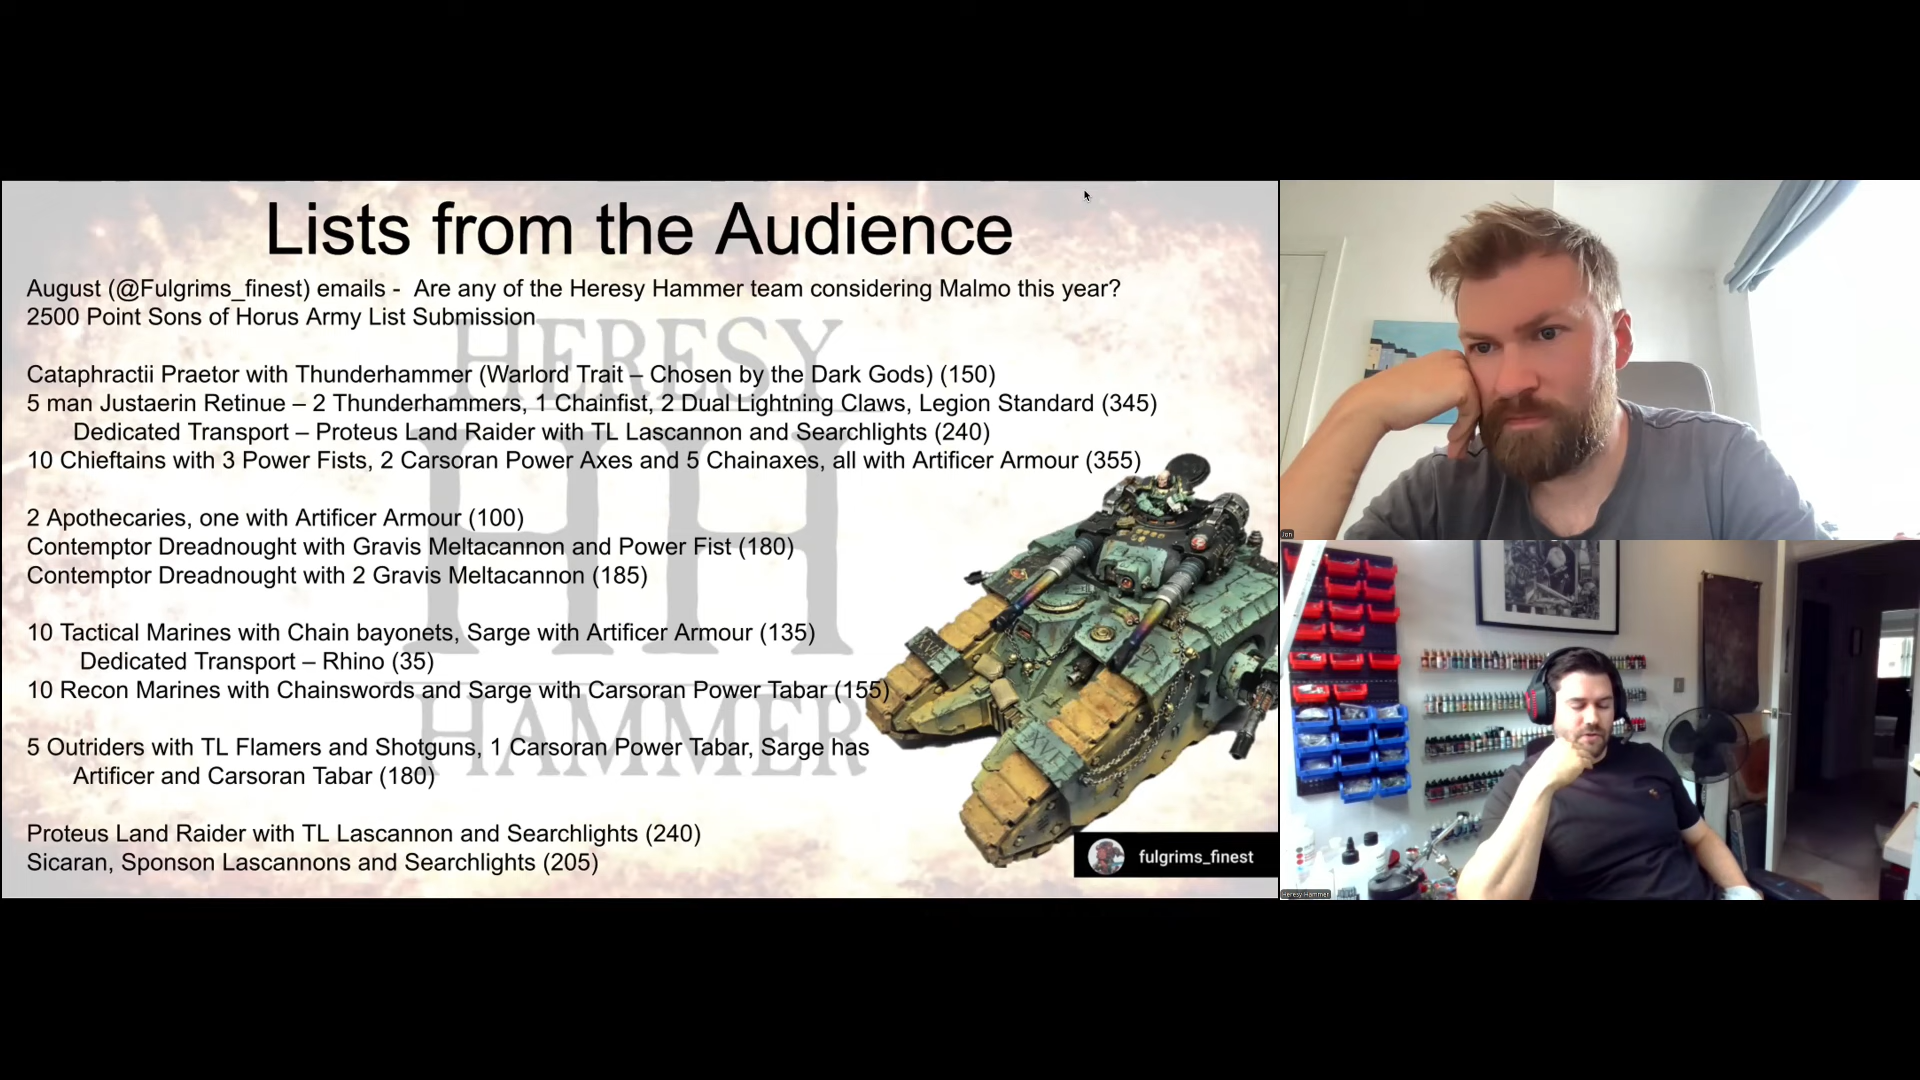 Lists from the Audience
August (@Fulgrims_finest) emails - Are any of the Heresy Hammer team considering Malmo this year?
2500 Point Sons of Horus Army List Submission
Cataphractii Praetor with Thunderhammer (Warlord Trait – Chosen by the Dark Gods) (150)
5 man Justaerin Retinue – 2 Thunderhammers, 1 Chainfist, 2 Dual Lightning Claws, Legion Standard (345)
Dedicated Transport – Proteus Land Raider with TL Lascannon and Searchlights (240)
10 Chieftains with 3 Power Fists, 2 Carsoran Power Axes and 5 Chainaxes, all with Artificer Armour (355)
2 Apothecaries, one with Artificer Armour (100)
Contemptor Dreadnought with Gravis Meltacannon and Power Fist (180)
Contemptor Dreadnought with 2 Gravis Meltacannon (185)
10 Tactical Marines with Chain bayonets, Sarge with Artificer Armour (135)
Dedicated Transport – Rhino (35)
10 Recon Marines with Chainswords and Sarge with Carsoran Power Tabar (155)
5 Outriders with TL Flamers and Shotguns, 1 Carsoran Power Tabar, Sarge has
Artificer and Carsoran Tabar (180)
Proteus Land Raider with TL Lascannon and Searchlights (240)
Sicaran, Sponson Lascannons and Searchlights (205)
HERESY
HH
HAMMER
XVI
XVI
fulgrims_finest
Jon
Heresy Hammer